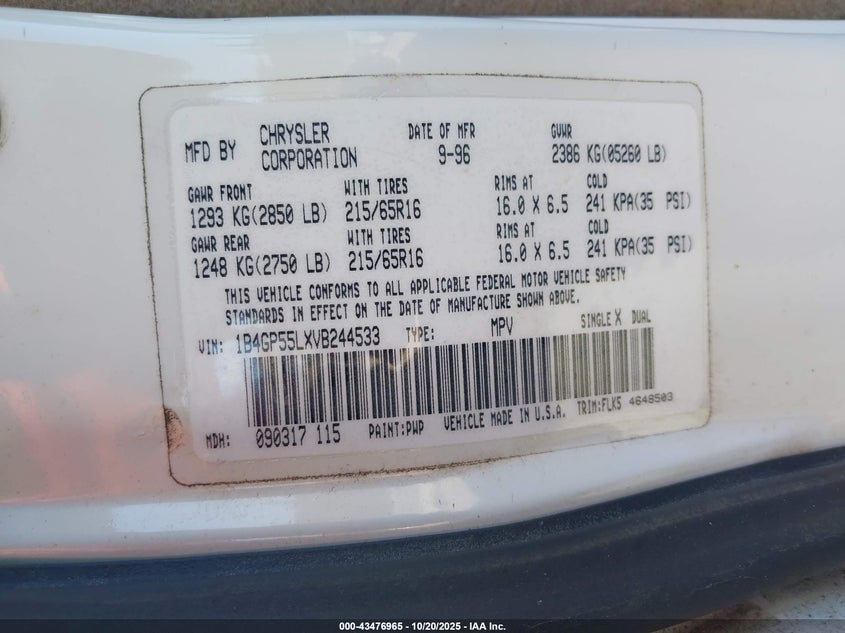 MFD BY CHRYSLER CORPORATION DATE OF MFR 9-96 GVWR 2386 KG(05260 LB)
GAWR FRONT WITH TIRES RIMS AT COLD
1293 KG(2850 LB) 215/65R16 16.0 X 6.5 241 KPA(35 PSI)
GAWR REAR WITH TIRES RIMS AT COLD
1248 KG(2750 LB) 215/65R16 16.0 X 6.5 241 KPA(35 PSI)
THIS VEHICLE CONFORMS TO ALL APPLICABLE FEDERAL MOTOR VEHICLE SAFETY
STANDARDS IN EFFECT ON THE DATE OF MANUFACTURE SHOWN ABOVE.
VIN: 1B4GP55LXVB244533 TYPE: MPV SINGLE X DUAL
MDH: 090317 115 PAINT:PWP VEHICLE MADE IN U.S.A. TRIM:FLK5 4648503
000-43476965 - 10/20/2025 - IAA Inc.